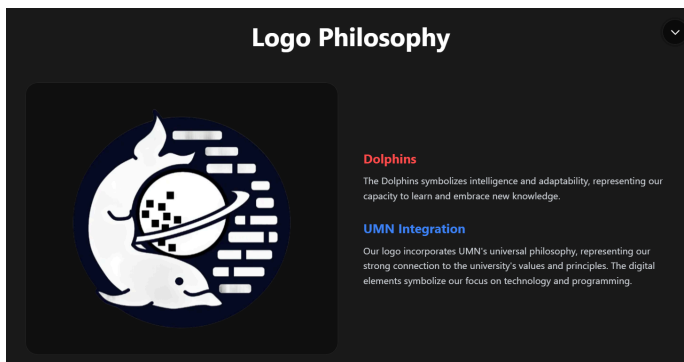 Logo Philosophy
Dolphins
The Dolphins symbolizes intelligence and adaptability, representing our
capacity to learn and embrace new knowledge.
UMN Integration
Our logo incorporates UMN's universal philosophy, representing our
strong connection to the university's values and principles. The digital
elements symbolize our focus on technology and programming.